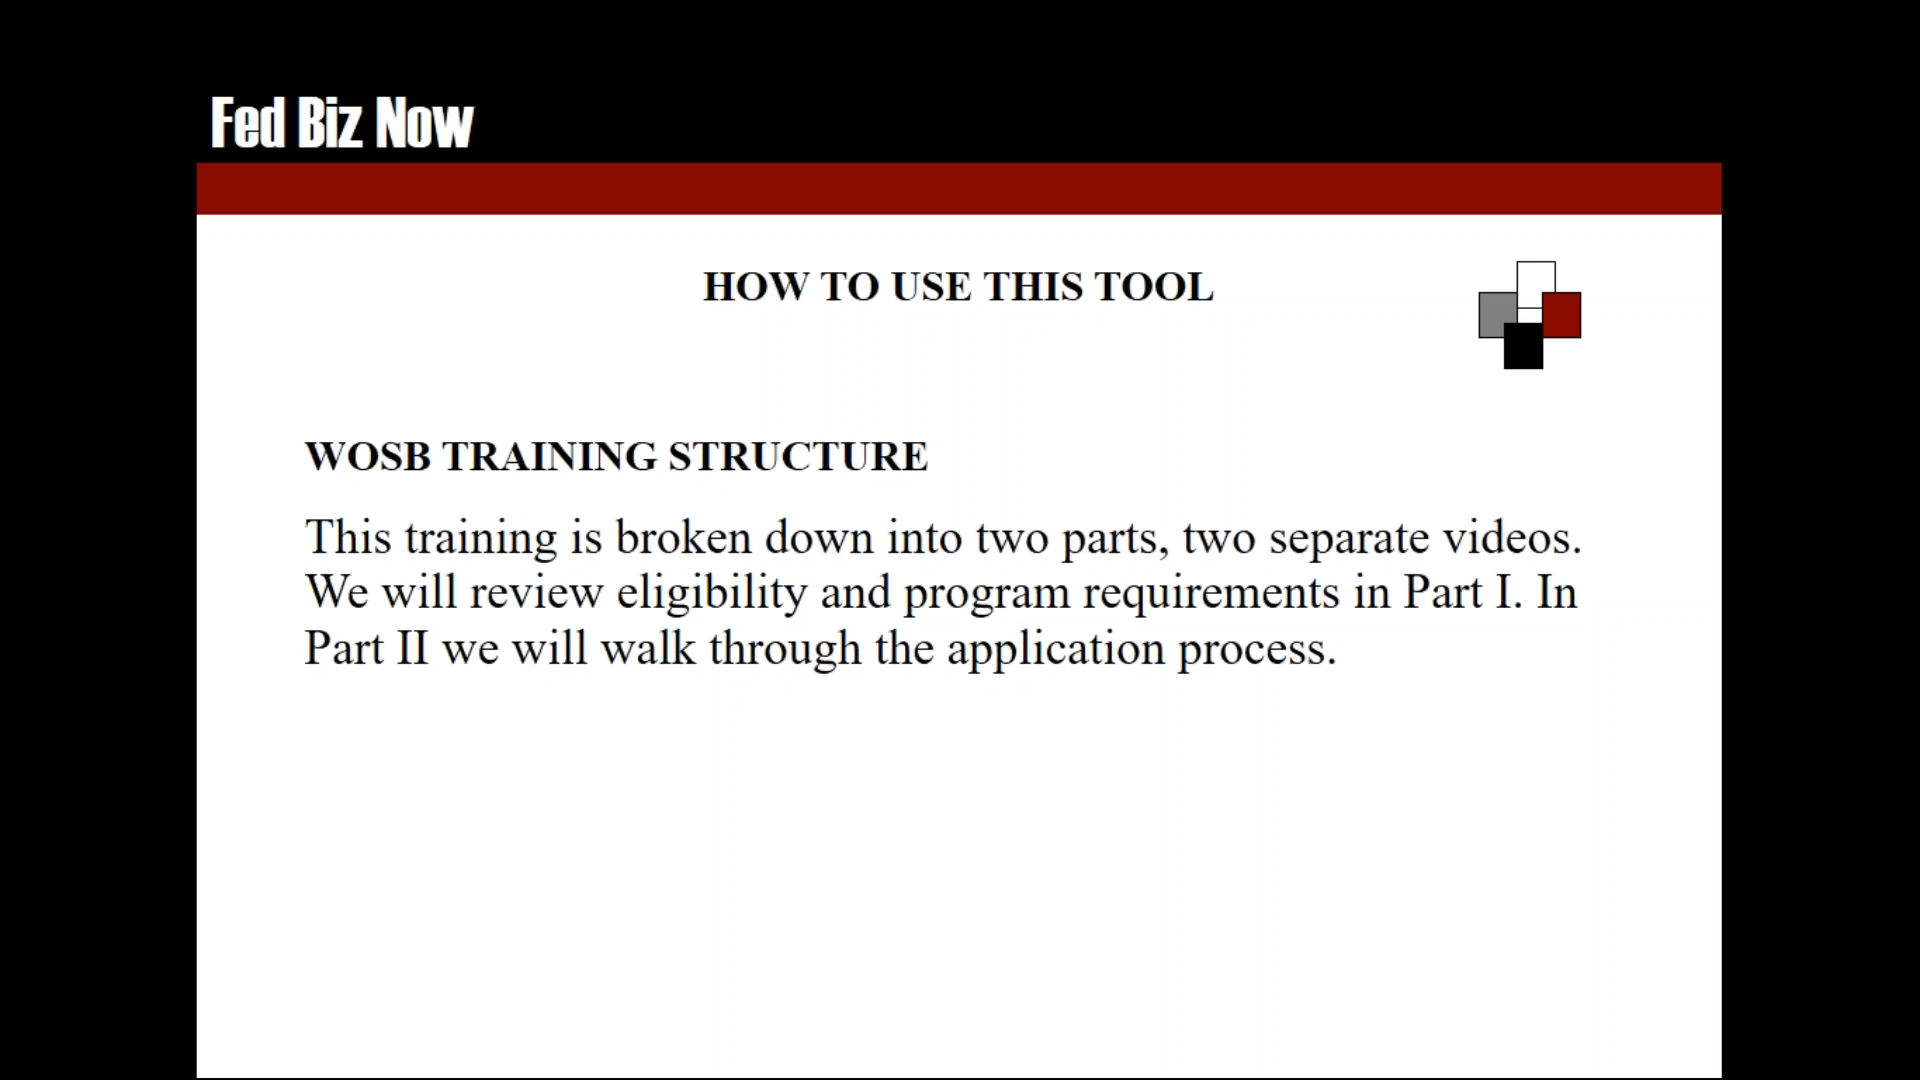 Fed Biz Now
HOW TO USE THIS TOOL
WOSB TRAINING STRUCTURE
This training is broken down into two parts, two separate videos.
We will review eligibility and program requirements in Part I. In
Part II we will walk through the application process.